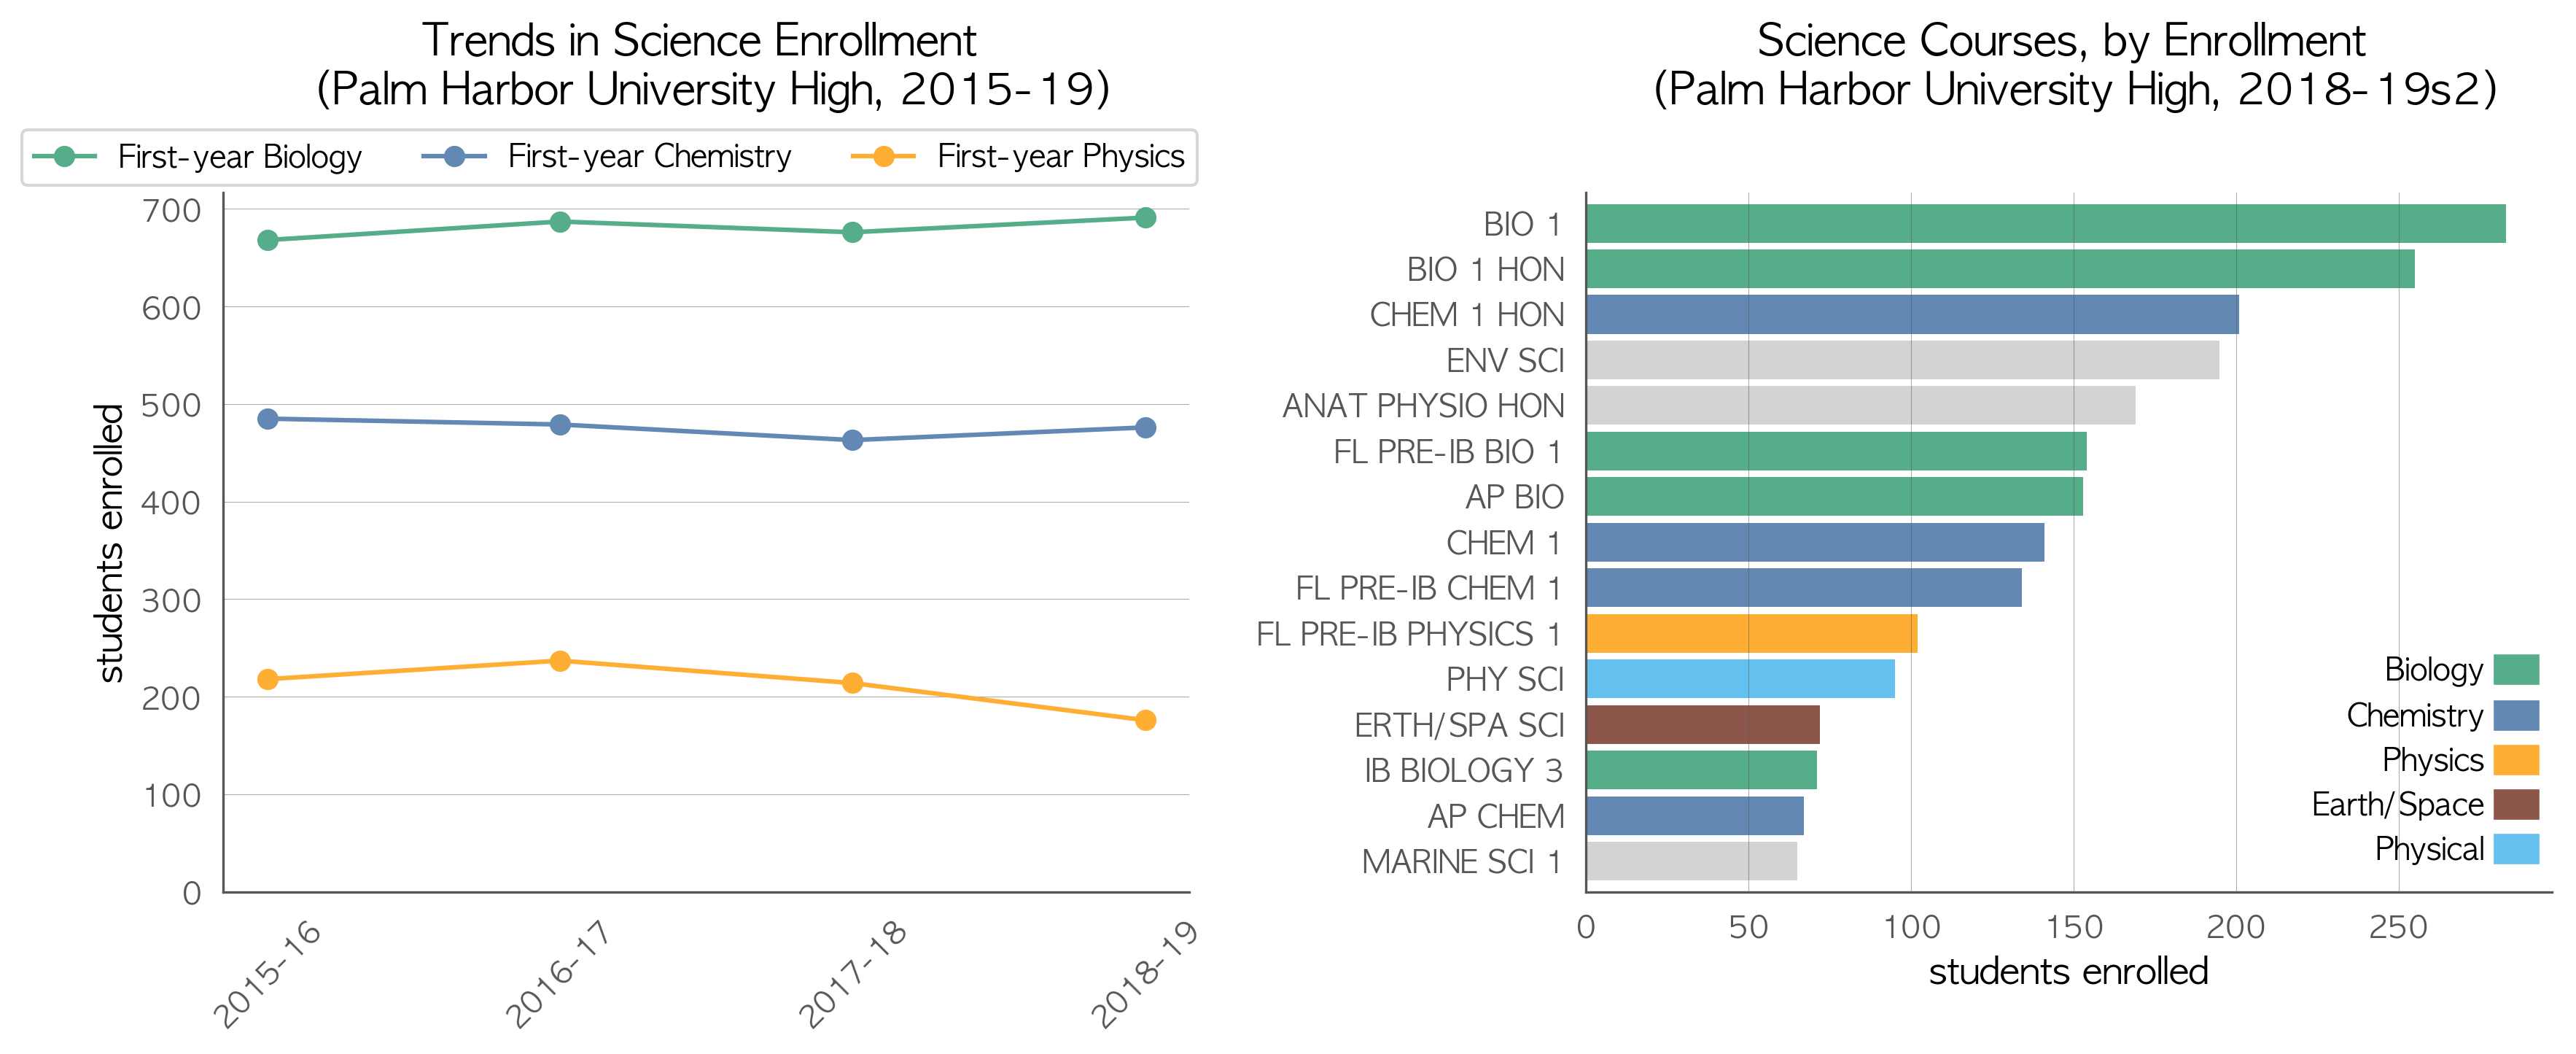 Trends in Science Enrollment
(Palm Harbor University High, 2015-19)
First-year Biology
First-year Chemistry
First-year Physics
700
600
500
400
300
200
100
0
students enrolled
2015-16
2016-17
2017-18
2018-19
Science Courses, by Enrollment
(Palm Harbor University High, 2018-19s2)
BIO 1
BIO 1 HON
CHEM 1 HON
ENV SCI
ANAT PHYSIO HON
FL PRE-IB BIO 1
AP BIO
CHEM 1
FL PRE-IB CHEM 1
FL PRE-IB PHYSICS 1
PHY SCI
ERTH/SPA SCI
IB BIOLOGY 3
AP CHEM
MARINE SCI 1
Biology
Chemistry
Physics
Earth/Space
Physical
0 50 100 150 200 250
students enrolled